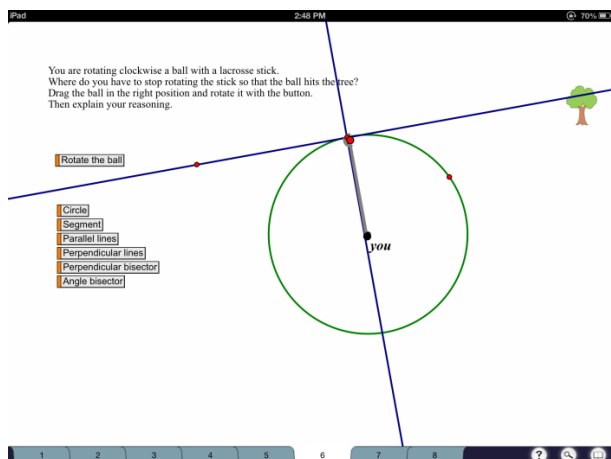 iPad 2:48 PM 70%
You are rotating clockwise a ball with a lacrosse stick.
Where do you have to stop rotating the stick so that the ball hits the tree?
Drag the ball in the right position and rotate it with the button.
Then explain your reasoning.
Rotate the ball
Circle
Segment
Parallel lines
Perpendicular lines
Perpendicular bisector
Angle bisector
you
1 2 3 4 5 6 7 8 ?